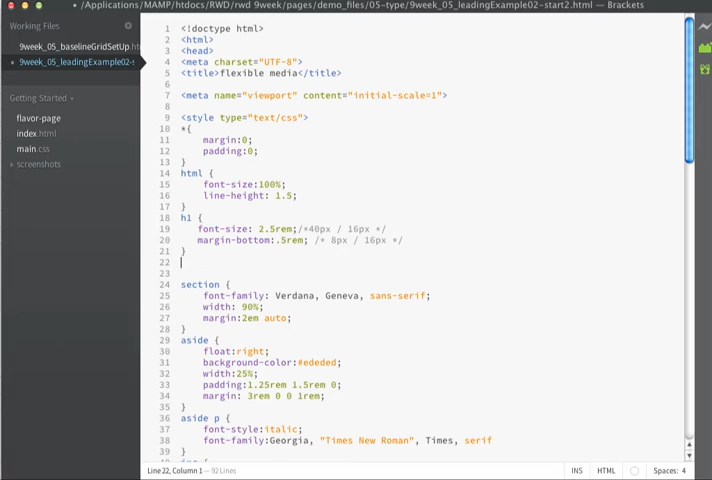 • /Applications/MAMP/htdocs/RWD/rwd 9week/pages/demo_files/05-type/9week_05_leadingExample02-start2.html — Brackets
Working Files
9week_05_baselineGridSetUp.ht
• 9week_05_leadingExample02-s
Getting Started
flavor-page
index.html
main.css
screenshots
1 <!doctype html>
2 <html>
3 <head>
4 <meta charset="UTF-8">
5 <title>flexible media</title>
6
7 <meta name="viewport" content="initial-scale=1">
8
9 <style type="text/css">
10 *{
11 margin:0;
12 padding:0;
13 }
14 html {
15 font-size:100%;
16 line-height: 1.5;
17 }
18 h1 {
19 font-size: 2.5rem;/*40px / 16px */
20 margin-bottom:.5rem; /* 8px / 16px */
21 }
22
23
24 section {
25 font-family: Verdana, Geneva, sans-serif;
26 width: 90%;
27 margin:2em auto;
28 }
29 aside {
30 float:right;
31 background-color:#ededed;
32 width:25%;
33 padding:1.25rem 1.5rem 0;
34 margin: 3rem 0 0 1rem;
35 }
36 aside p {
37 font-style:italic;
38 font-family:Georgia, "Times New Roman", Times, serif
39 }
Line 22, Column 1 — 92 Lines
INS HTML Spaces: 4